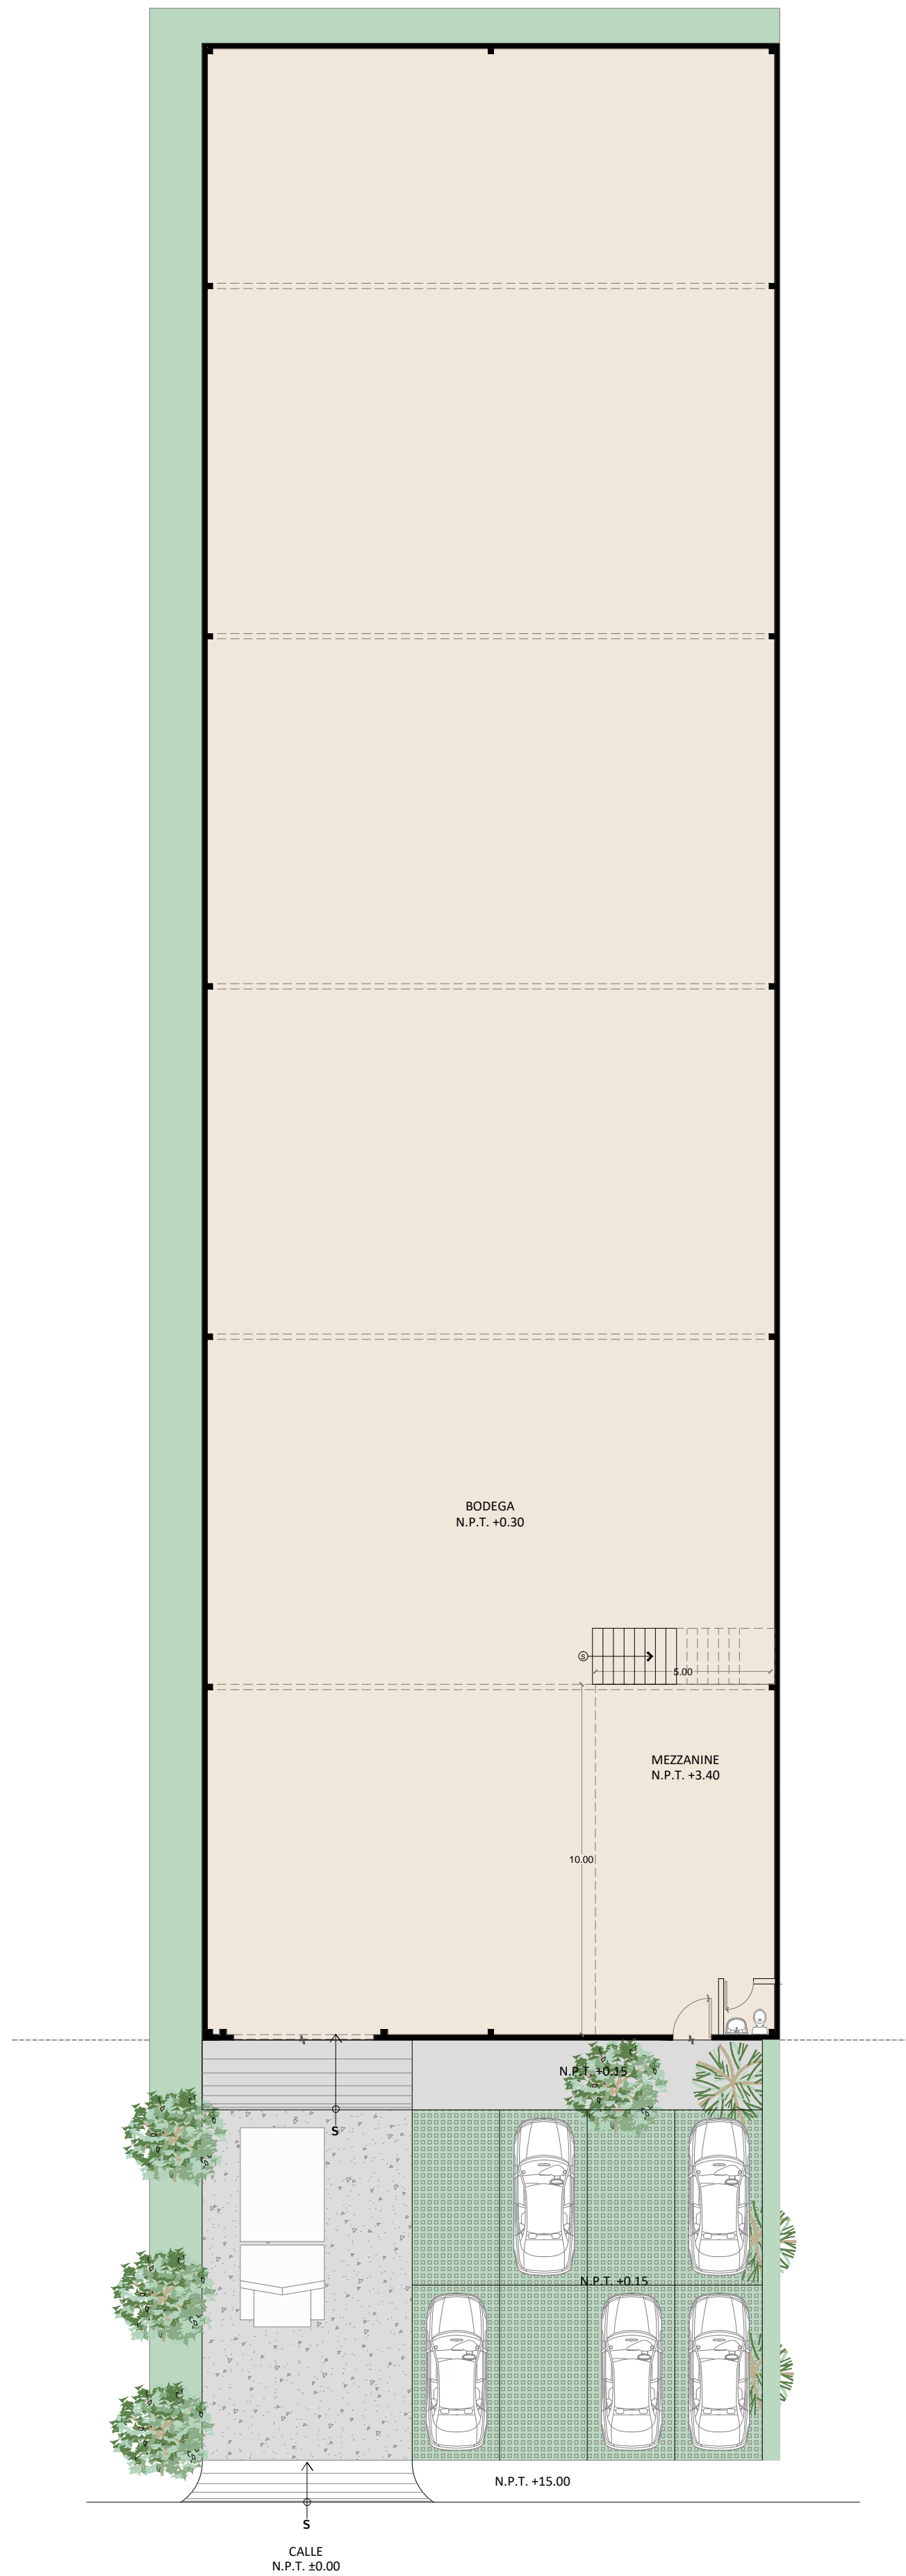 BODEGA
N.P.T. +0.30
S
5.00
MEZZANINE
N.P.T. +3.40
10.00
N.P.T. +0.15
S
N.P.T. +0.15
N.P.T. +15.00
S
CALLE
N.P.T. ±0.00